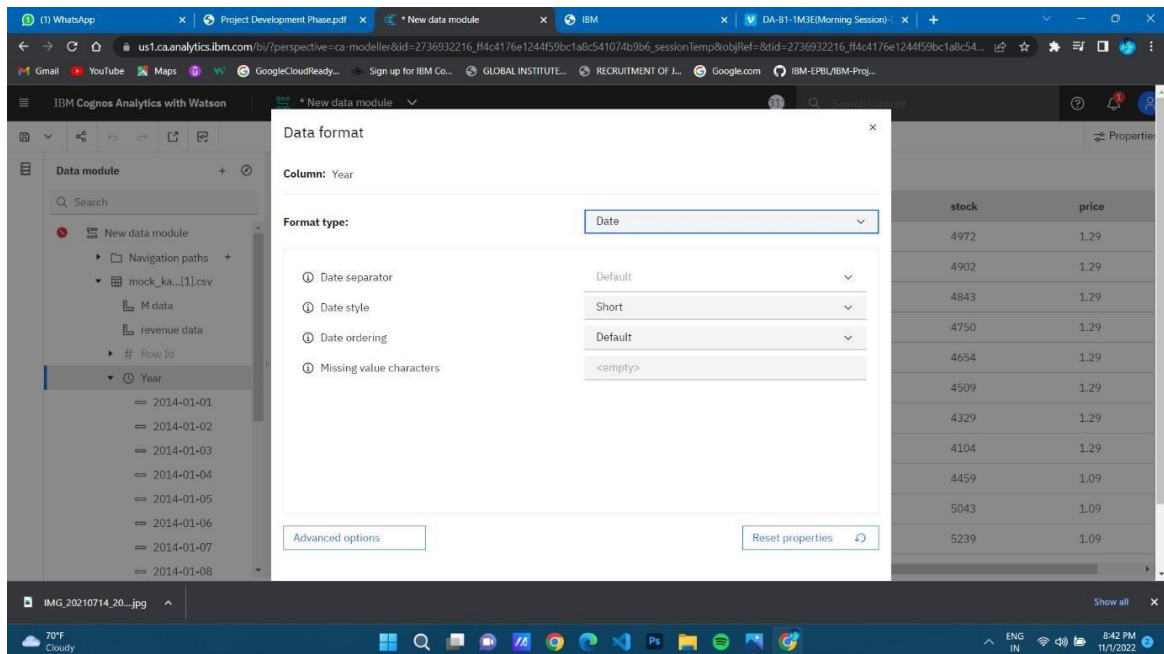 (1) WhatsApp
Project Development Phase.pdf
* New data module
IBM
DA-B1-1M3E(Morning Session)-
us1.ca.analytics.ibm.com/bi/?perspective=ca-modeller&id=2736932216_ff4c4176e1244f59bc1a8c541074b9b6_sessionTemp&objRef=&tid=2736932216_ff4c4176e1244f59bc1a8c54...
Gmail YouTube Maps GoogleCloudReady... Sign up for IBM Co... GLOBAL INSTITUTE... RECRUITMENT OF J... Google.com IBM-EPBL/IBM-Proj...
IBM Cognos Analytics with Watson
* New data module
31
Search content
1
Properties
Data module
Search
New data module
Navigation paths
mock_ka...[1].csv
M data
revenue data
# Row Id
Year
2014-01-01
2014-01-02
2014-01-03
2014-01-04
2014-01-05
2014-01-06
2014-01-07
2014-01-08
Data format
Column: Year
Format type: Date
Date separator Default
Date style Short
Date ordering Default
Missing value characters <empty>
Advanced options
Reset properties
stock price
4972 1.29
4902 1.29
4843 1.29
4750 1.29
4654 1.29
4509 1.29
4329 1.29
4104 1.29
4459 1.09
5043 1.09
5239 1.09
IMG_20210714_20....jpg
Show all
70°F
Cloudy
ENG
IN
8:42 PM
11/1/2022
2